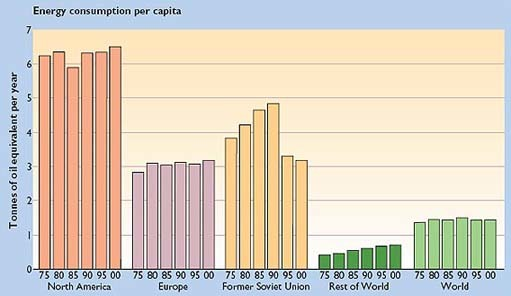 Energy consumption per capita
Tonnes of oil equivalent per year
7
6
5
4
3
2
1
0
75 80 85 90 95 00 75 80 85 90 95 00 75 80 85 90 95 00 75 80 85 90 95 00 75 80 85 90 95 00
North America Europe Former Soviet Union Rest of World World